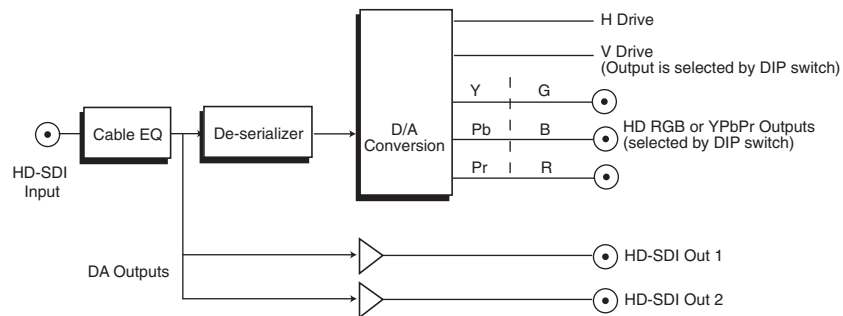 H Drive
V Drive
(Output is selected by DIP switch)
Y G
Cable EQ
De-serializer
D/A
Conversion
Pb B
HD RGB or YPbPr Outputs
(selected by DIP switch)
HD-SDI
Input
Pr R
DA Outputs
HD-SDI Out 1
HD-SDI Out 2